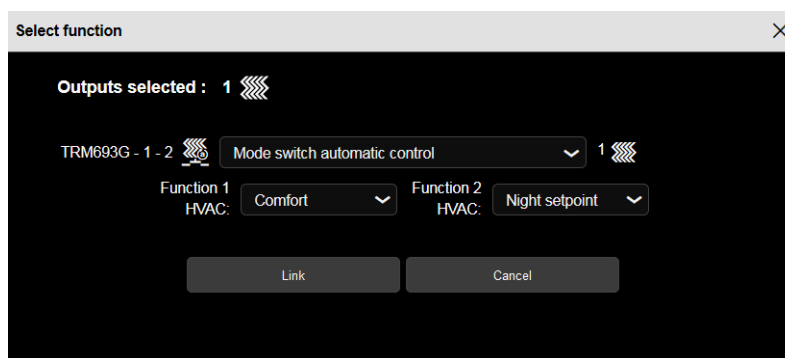 Select function
Outputs selected : 1
TRM693G - 1 - 2 Mode switch automatic control 1
Function 1 HVAC: Comfort Function 2 HVAC: Night setpoint
Link Cancel